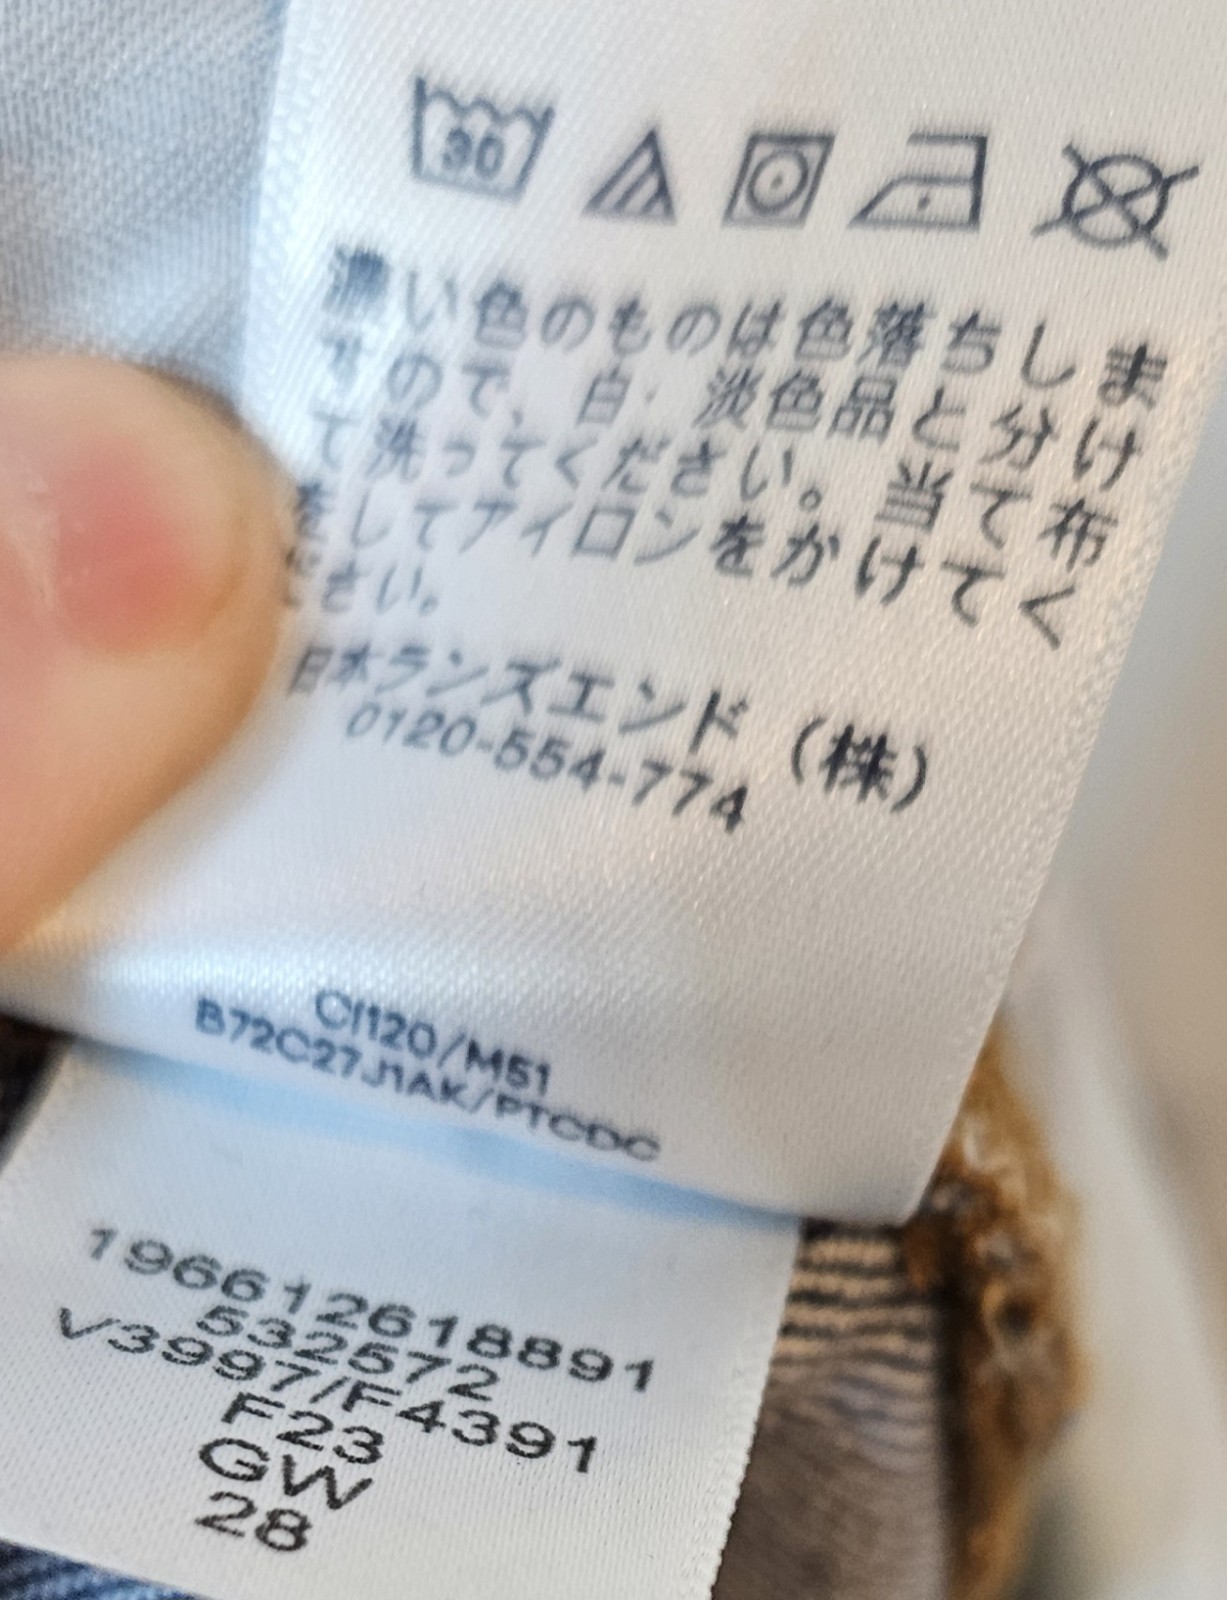 30
濃い色のものは色落ちしま
すので、白・淡色品と分け
て洗ってください。当て布
をしてアイロンをかけてく
ださい。
日本ランズエンド（株）
0120-554-774
CI120/M51
B72C27J1AK/PTCDC
196612618891
532572
V3997/F4391
F23
GW
28